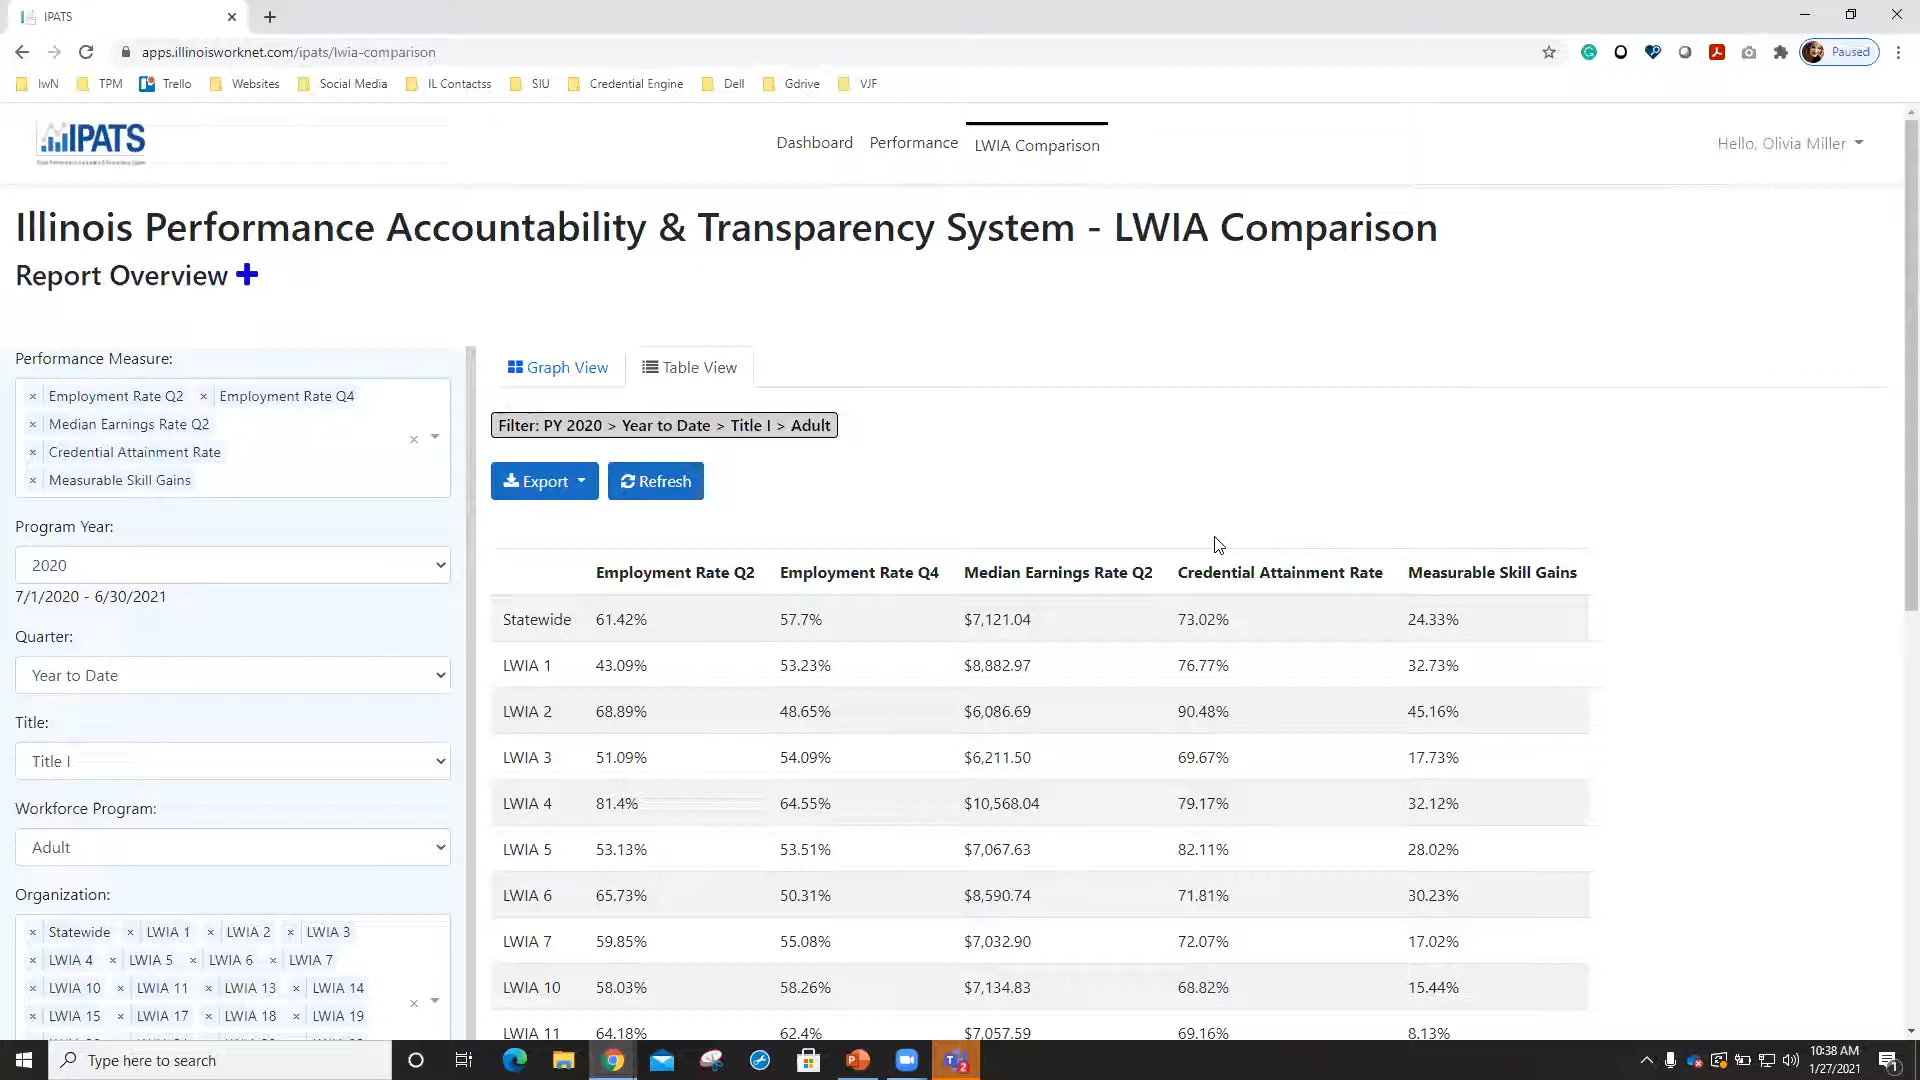 IPATS
apps.illinoisworknet.com/ipats/lwia-comparison
Paused
IwN TPM Trello Websites Social Media IL Contactss SIU Credential Engine Dell Gdrive VJF
IPATS
Dashboard Performance LWIA Comparison
Hello, Olivia Miller
Illinois Performance Accountability & Transparency System - LWIA Comparison
Report Overview
Performance Measure:
× Employment Rate Q2 × Employment Rate Q4
× Median Earnings Rate Q2
× Credential Attainment Rate
× Measurable Skill Gains
Program Year:
2020
7/1/2020 - 6/30/2021
Quarter:
Year to Date
Title:
Title I
Workforce Program:
Adult
Organization:
× Statewide × LWIA 1 × LWIA 2 × LWIA 3
× LWIA 4 × LWIA 5 × LWIA 6 × LWIA 7
× LWIA 10 × LWIA 11 × LWIA 13 × LWIA 14
× LWIA 15 × LWIA 17 × LWIA 18 × LWIA 19
Graph View Table View
Filter: PY 2020 > Year to Date > Title I > Adult
Export Refresh
Employment Rate Q2 Employment Rate Q4 Median Earnings Rate Q2 Credential Attainment Rate Measurable Skill Gains
Statewide 61.42% 57.7% $7,121.04 73.02% 24.33%
LWIA 1 43.09% 53.23% $8,882.97 76.77% 32.73%
LWIA 2 68.89% 48.65% $6,086.69 90.48% 45.16%
LWIA 3 51.09% 54.09% $6,211.50 69.67% 17.73%
LWIA 4 81.4% 64.55% $10,568.04 79.17% 32.12%
LWIA 5 53.13% 53.51% $7,067.63 82.11% 28.02%
LWIA 6 65.73% 50.31% $8,590.74 71.81% 30.23%
LWIA 7 59.85% 55.08% $7,032.90 72.07% 17.02%
LWIA 10 58.03% 58.26% $7,134.83 68.82% 15.44%
LWIA 11 64.18% 62.4% $7,057.59 69.16% 8.13%
Type here to search
10:38 AM
1/27/2021